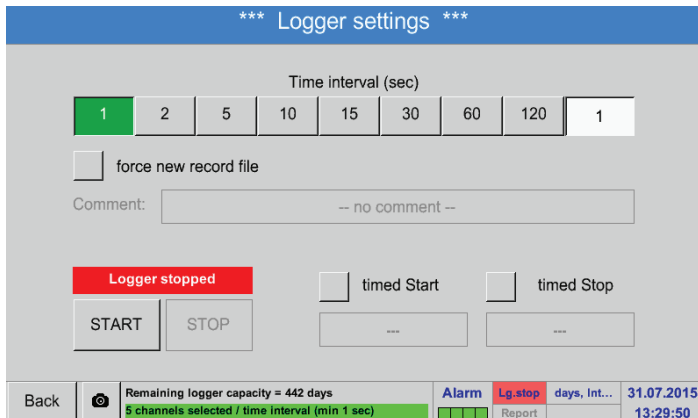 *** Logger settings ***
Time interval (sec)
1 2 5 10 15 30 60 120 1
force new record file
Comment: -- no comment --
Logger stopped
timed Start timed Stop
START STOP --- ---
Back
Remaining logger capacity = 442 days
5 channels selected / time interval (min 1 sec)
Alarm Lg.stop days, Int... 31.07.2015
Report 13:29:50